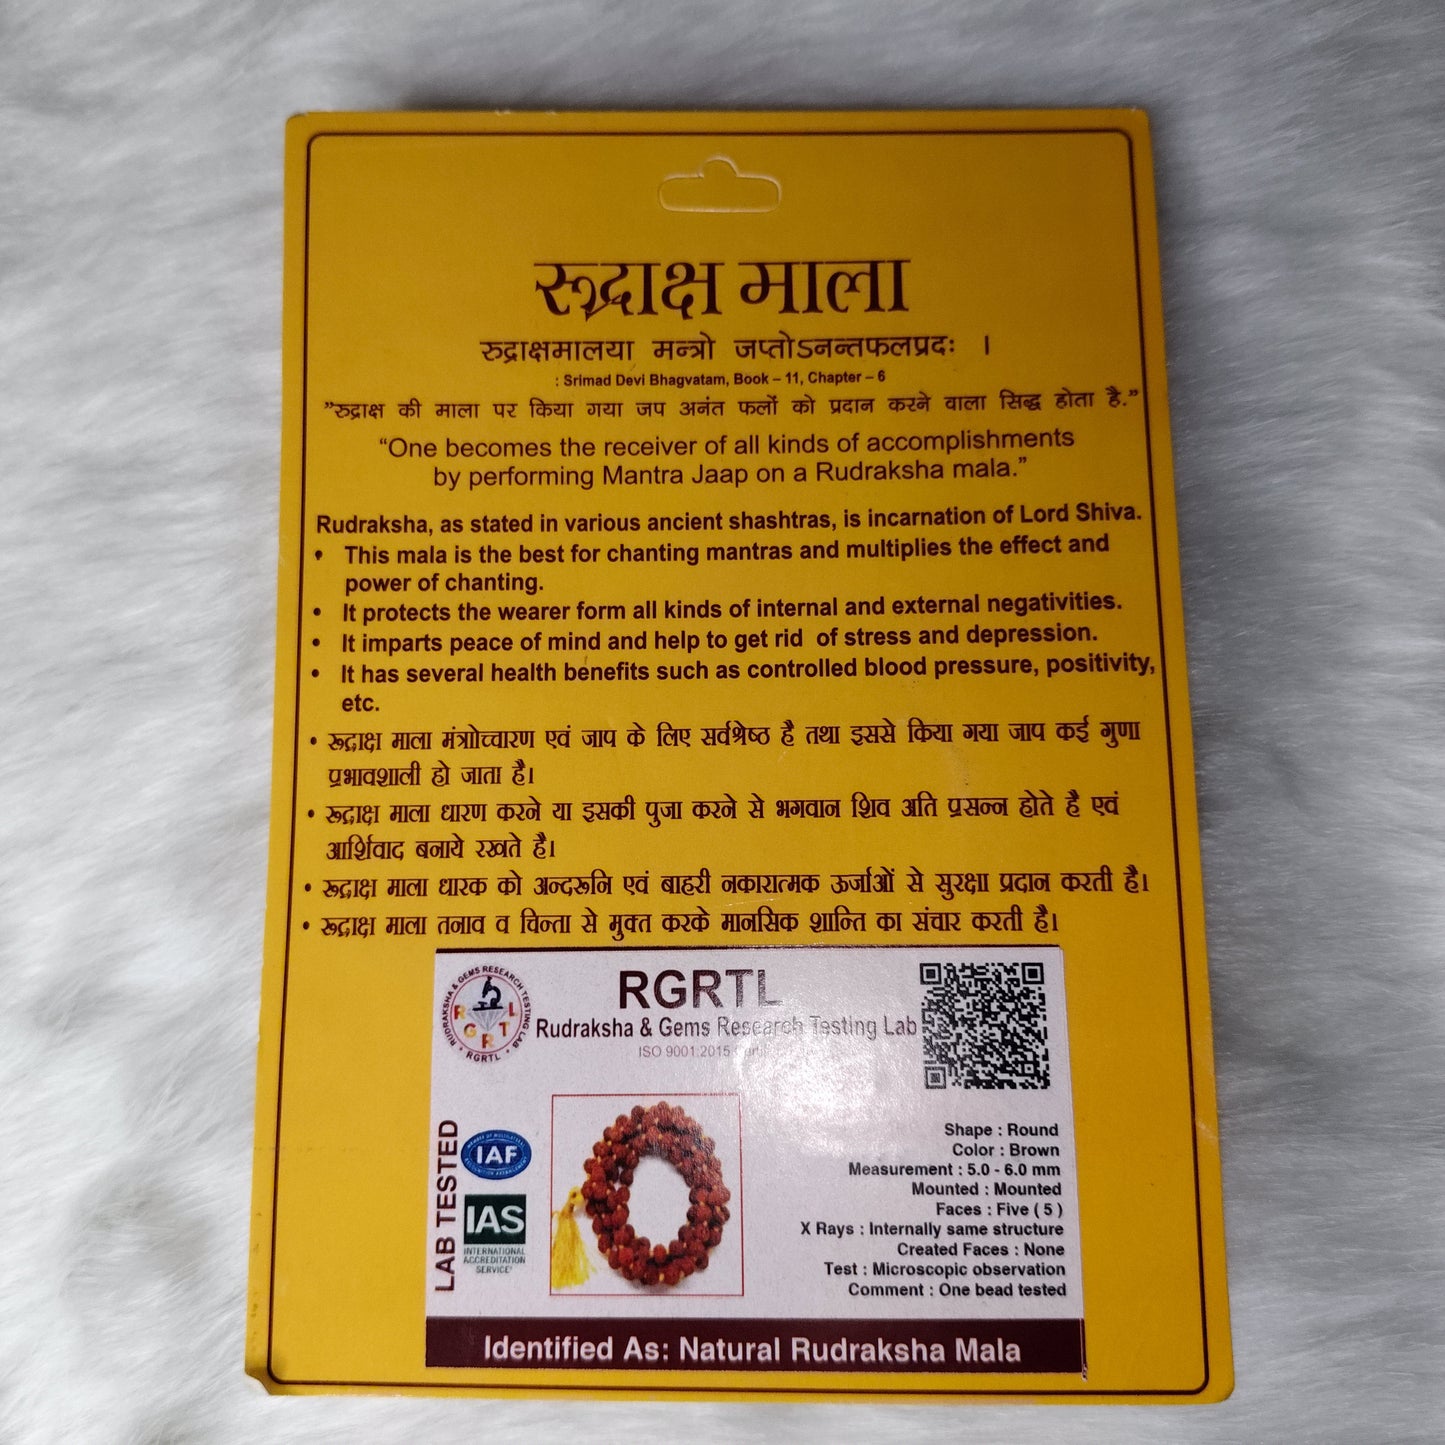 रूद्राक्ष माला
रुद्राक्षमालया मन्त्रो जप्तोऽनन्तफलप्रदः ।
: Srimad Devi Bhagvatam, Book – 11, Chapter – 6
”रुद्राक्ष की माला पर किया गया जप अनंत फलों को प्रदान करने वाला सिद्ध होता है.”
“One becomes the receiver of all kinds of accomplishments
by performing Mantra Jaap on a Rudraksha mala.”
Rudraksha, as stated in various ancient shashtras, is incarnation of Lord Shiva.
• This mala is the best for chanting mantras and multiplies the effect and
power of chanting.
• It protects the wearer form all kinds of internal and external negativities.
• It imparts peace of mind and help to get rid of stress and depression.
• It has several health benefits such as controlled blood pressure, positivity,
etc.
• रूद्राक्ष माला मंत्रोच्चारण एवं जाप के लिए सर्वश्रेष्ठ है तथा इससे किया गया जाप कई गुणा
प्रभावशाली हो जाता है।
• रूद्राक्ष माला धारण करने या इसकी पुजा करने से भगवान शिव अति प्रसन्न होते है एवं
आर्शिवाद बनाये रखते है।
• रूद्राक्ष माला धारक को अन्दरूनि एवं बाहरी नकारात्मक ऊर्जाओं से सुरक्षा प्रदान करती है।
• रूद्राक्ष माला तनाव व चिन्ता से मुक्त करके मानसिक शान्ति का संचार करती है।
RUDRAKSHA & GEMS RESEARCH TESTING LAB
R G R T L
• RGRTL •
RGRTL
Rudraksha & Gems Research Testing Lab
ISO 9001:2015
LAB TESTED
IAF
IAS
INTERNATIONAL
ACCREDITATION
SERVICE
Shape : Round
Color : Brown
Measurement : 5.0 - 6.0 mm
Mounted : Mounted
Faces : Five ( 5 )
X Rays : Internally same structure
Created Faces : None
Test : Microscopic observation
Comment : One bead tested
Identified As: Natural Rudraksha Mala